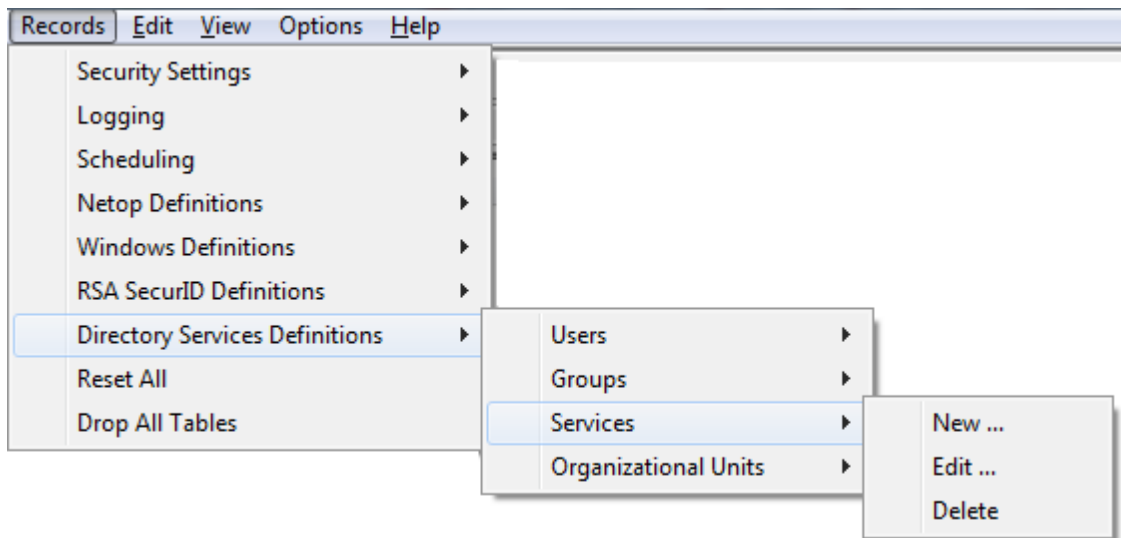 Records Edit View Options Help
Security Settings
Logging
Scheduling
Netop Definitions
Windows Definitions
RSA SecurID Definitions
Directory Services Definitions
Reset All
Drop All Tables
Users
Groups
Services
Organizational Units
New ...
Edit ...
Delete